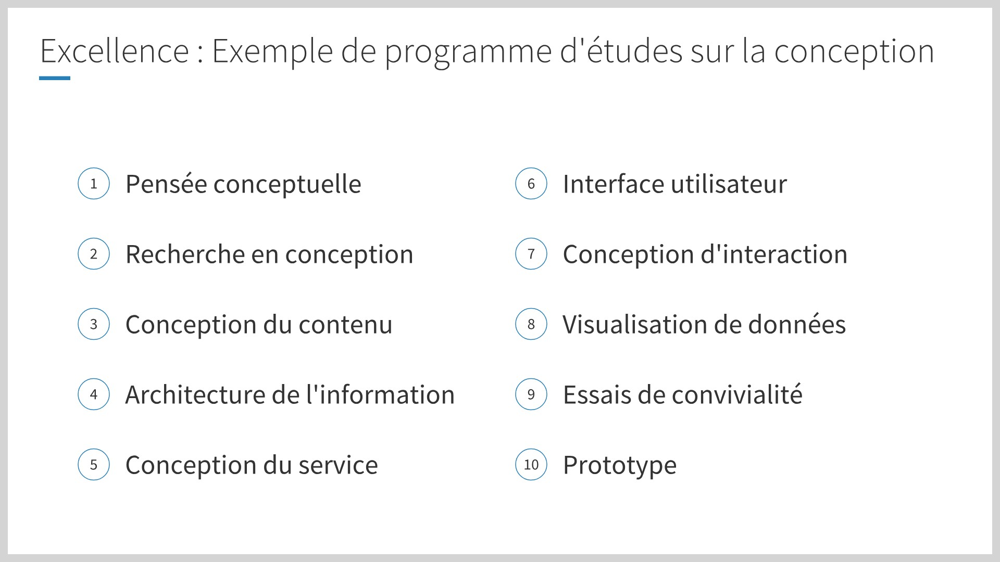 Excellence : Exemple de programme d'études sur la conception
1 Pensée conceptuelle
2 Recherche en conception
3 Conception du contenu
4 Architecture de l'information
5 Conception du service
6 Interface utilisateur
7 Conception d'interaction
8 Visualisation de données
9 Essais de convivialité
10 Prototype